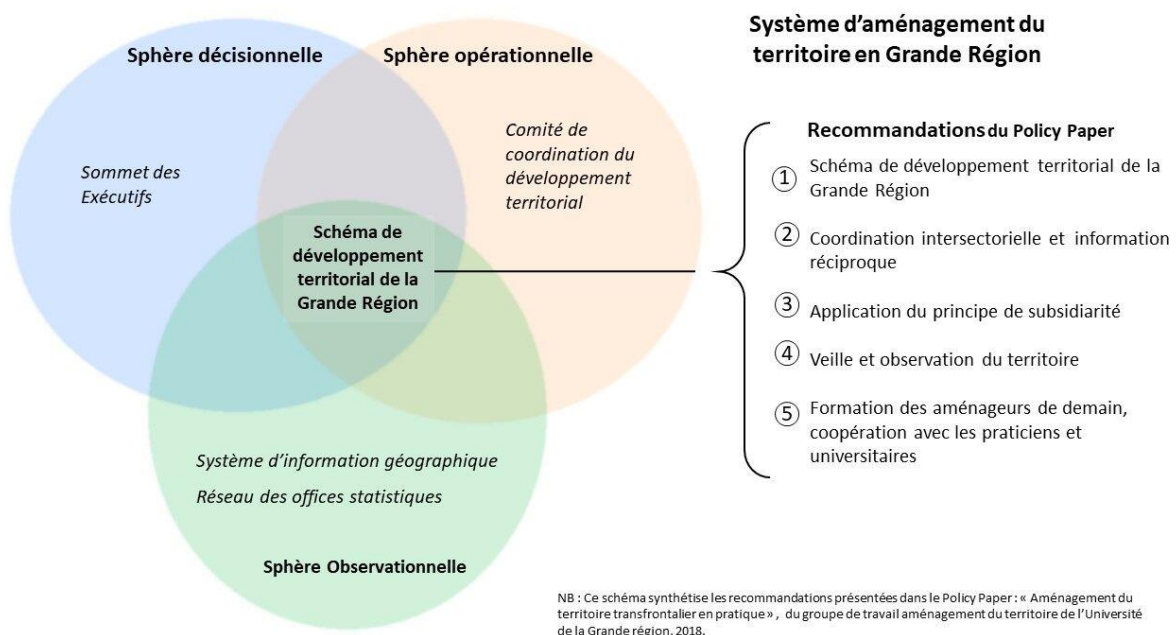 Système d'aménagement du
territoire en Grande Région
Sphère décisionnelle
Sphère opérationnelle
Sommet des
Exécutifs
Comité de
coordination du
développement
territorial
Schéma de
développement
territorial de la
Grande Région
Système d'information géographique
Réseau des offices statistiques
Sphère Observationnelle
Recommandations du Policy Paper
1 Schéma de développement territorial de la
Grande Région
2 Coordination intersectorielle et information
réciproque
3 Application du principe de subsidiarité
4 Veille et observation du territoire
5 Formation des aménageurs de demain,
coopération avec les praticiens et
universitaires
NB : Ce schéma synthétise les recommandations présentées dans le Policy Paper : « Aménagement du
territoire transfrontalier en pratique » , du groupe de travail aménagement du territoire de l'Université
de la Grande région, 2018.